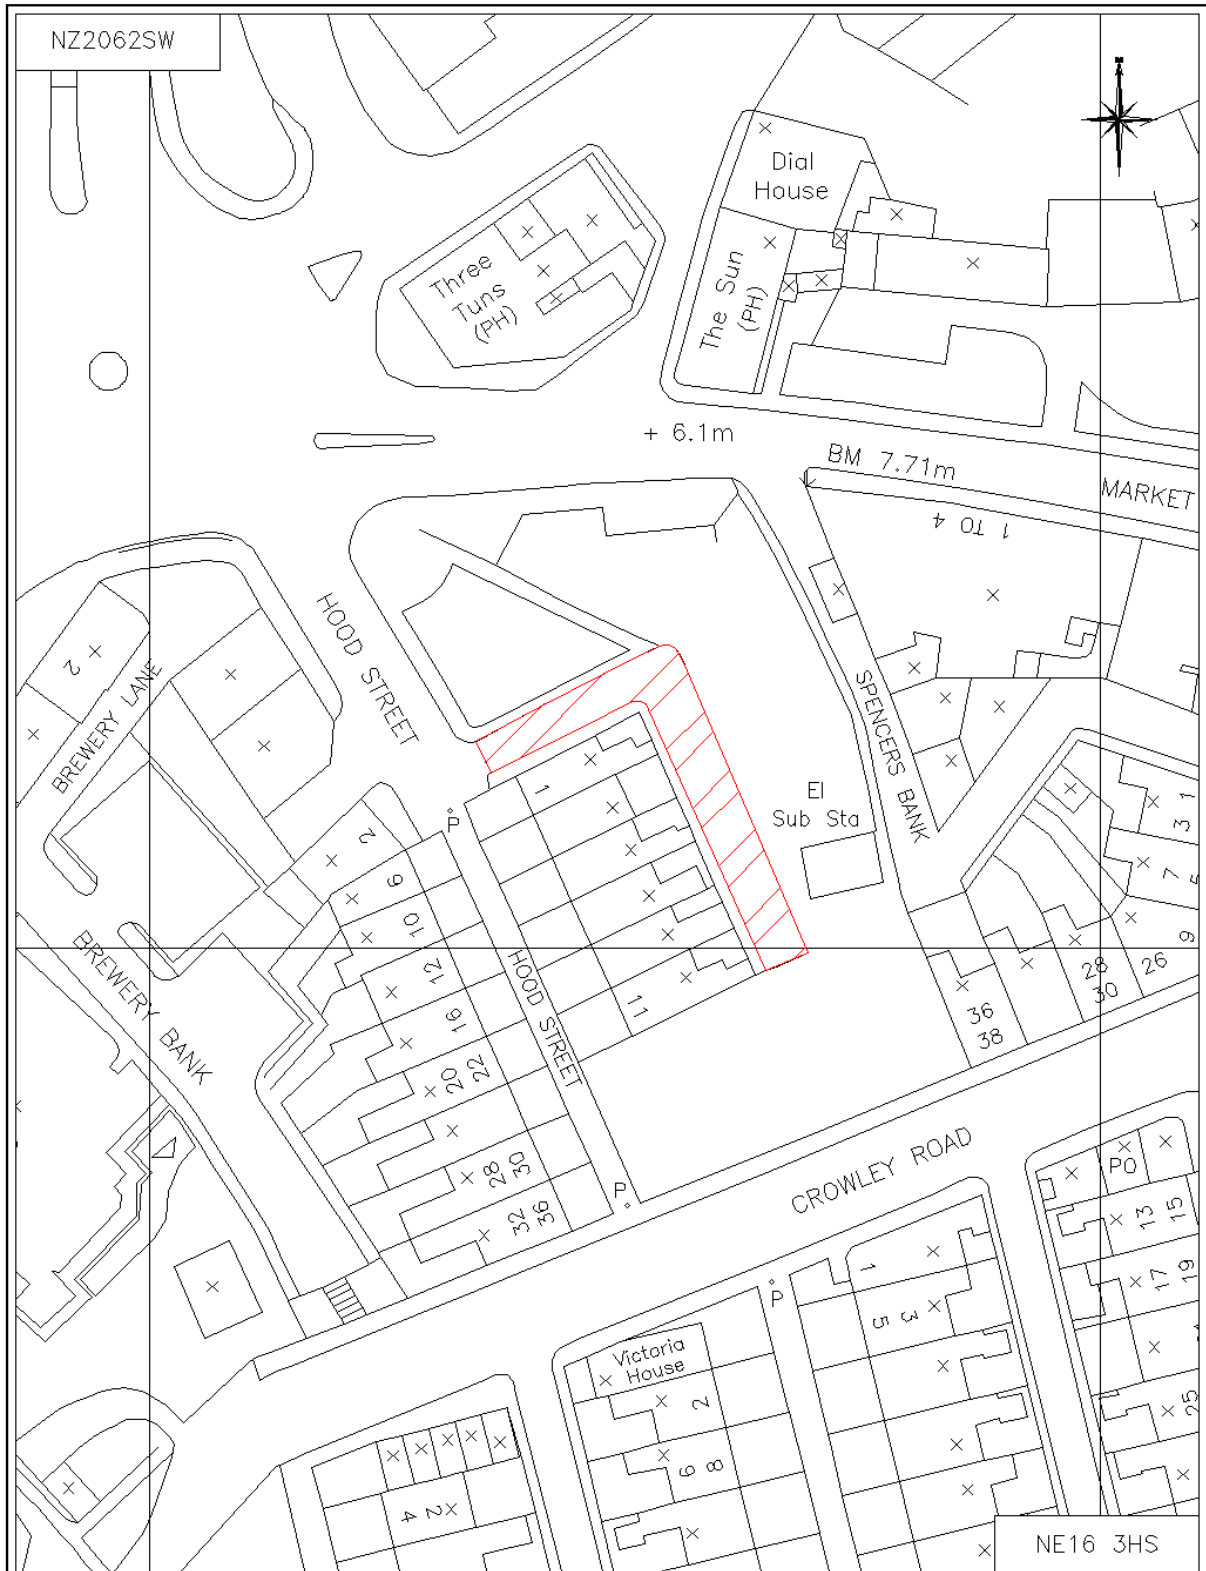 NZ2062SW
Dial
House
Three
Tuns
(PH)
The Sun
(PH)
+ 6.1m
BM 7.71m
MARKET
1 TO 4
HOOD STREET
2
BREWERY LANE
SPENCERS BANK
El
Sub Sta
1
P
2
6
10
12
16
20
22
28
30
32
36
11
HOOD STREET
BREWERY BANK
1
3
7
5
9
26
28
30
36
38
P
CROWLEY ROAD
PO
13
15
17
19
25
1
3
5
P
Victoria
House
2
6
8
2
4
NE16 3HS